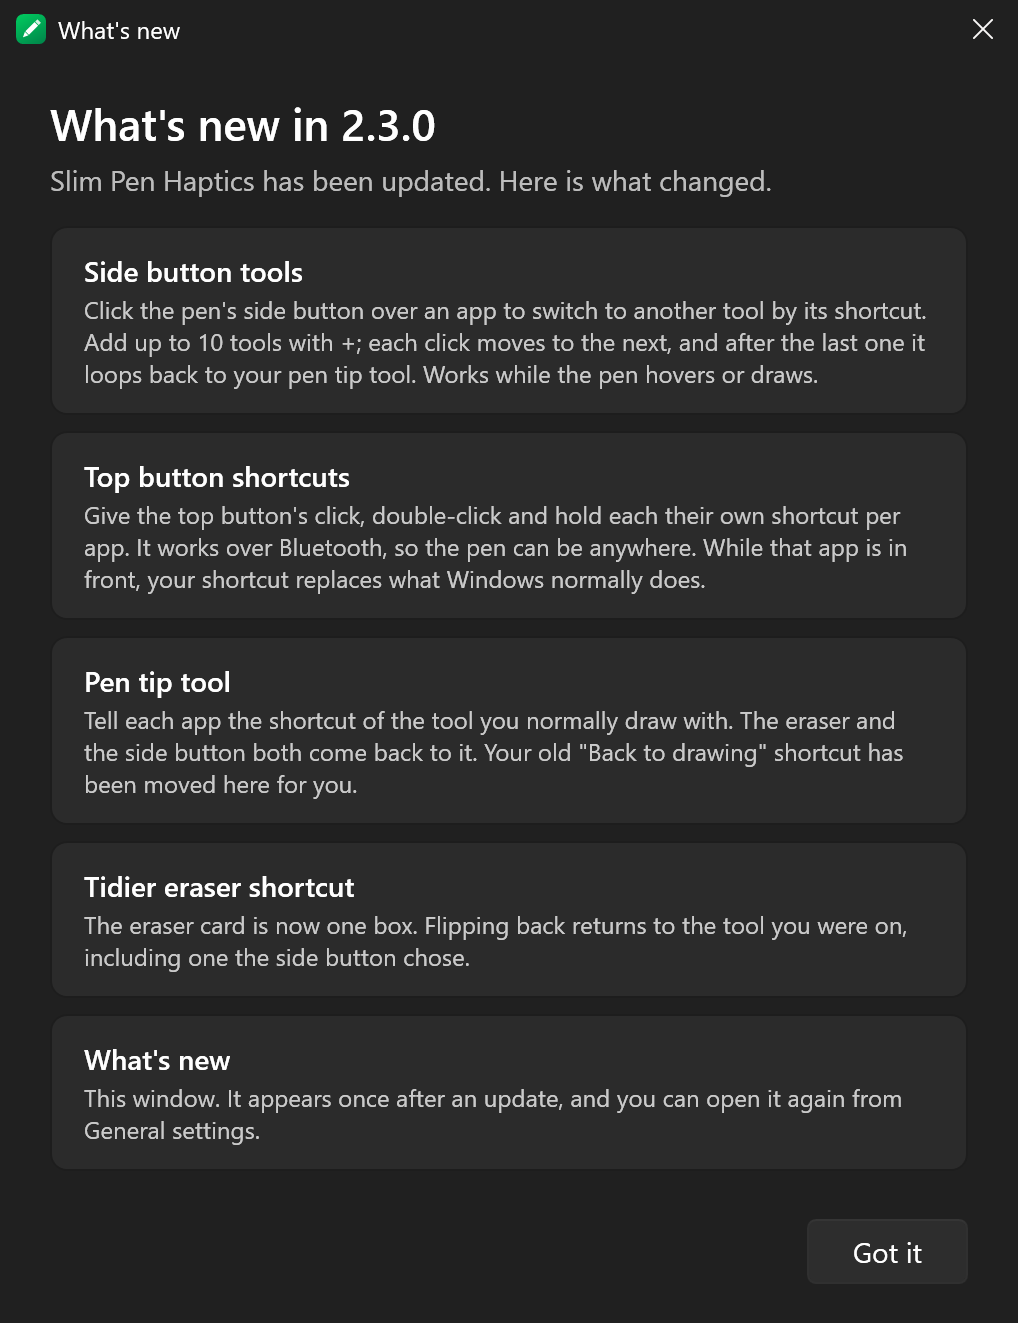 What's new
What's new in 2.3.0
Slim Pen Haptics has been updated. Here is what changed.
Side button tools
Click the pen's side button over an app to switch to another tool by its shortcut.
Add up to 10 tools with +; each click moves to the next, and after the last one it
loops back to your pen tip tool. Works while the pen hovers or draws.
Top button shortcuts
Give the top button's click, double-click and hold each their own shortcut per
app. It works over Bluetooth, so the pen can be anywhere. While that app is in
front, your shortcut replaces what Windows normally does.
Pen tip tool
Tell each app the shortcut of the tool you normally draw with. The eraser and
the side button both come back to it. Your old "Back to drawing" shortcut has
been moved here for you.
Tidier eraser shortcut
The eraser card is now one box. Flipping back returns to the tool you were on,
including one the side button chose.
What's new
This window. It appears once after an update, and you can open it again from
General settings.
Got it